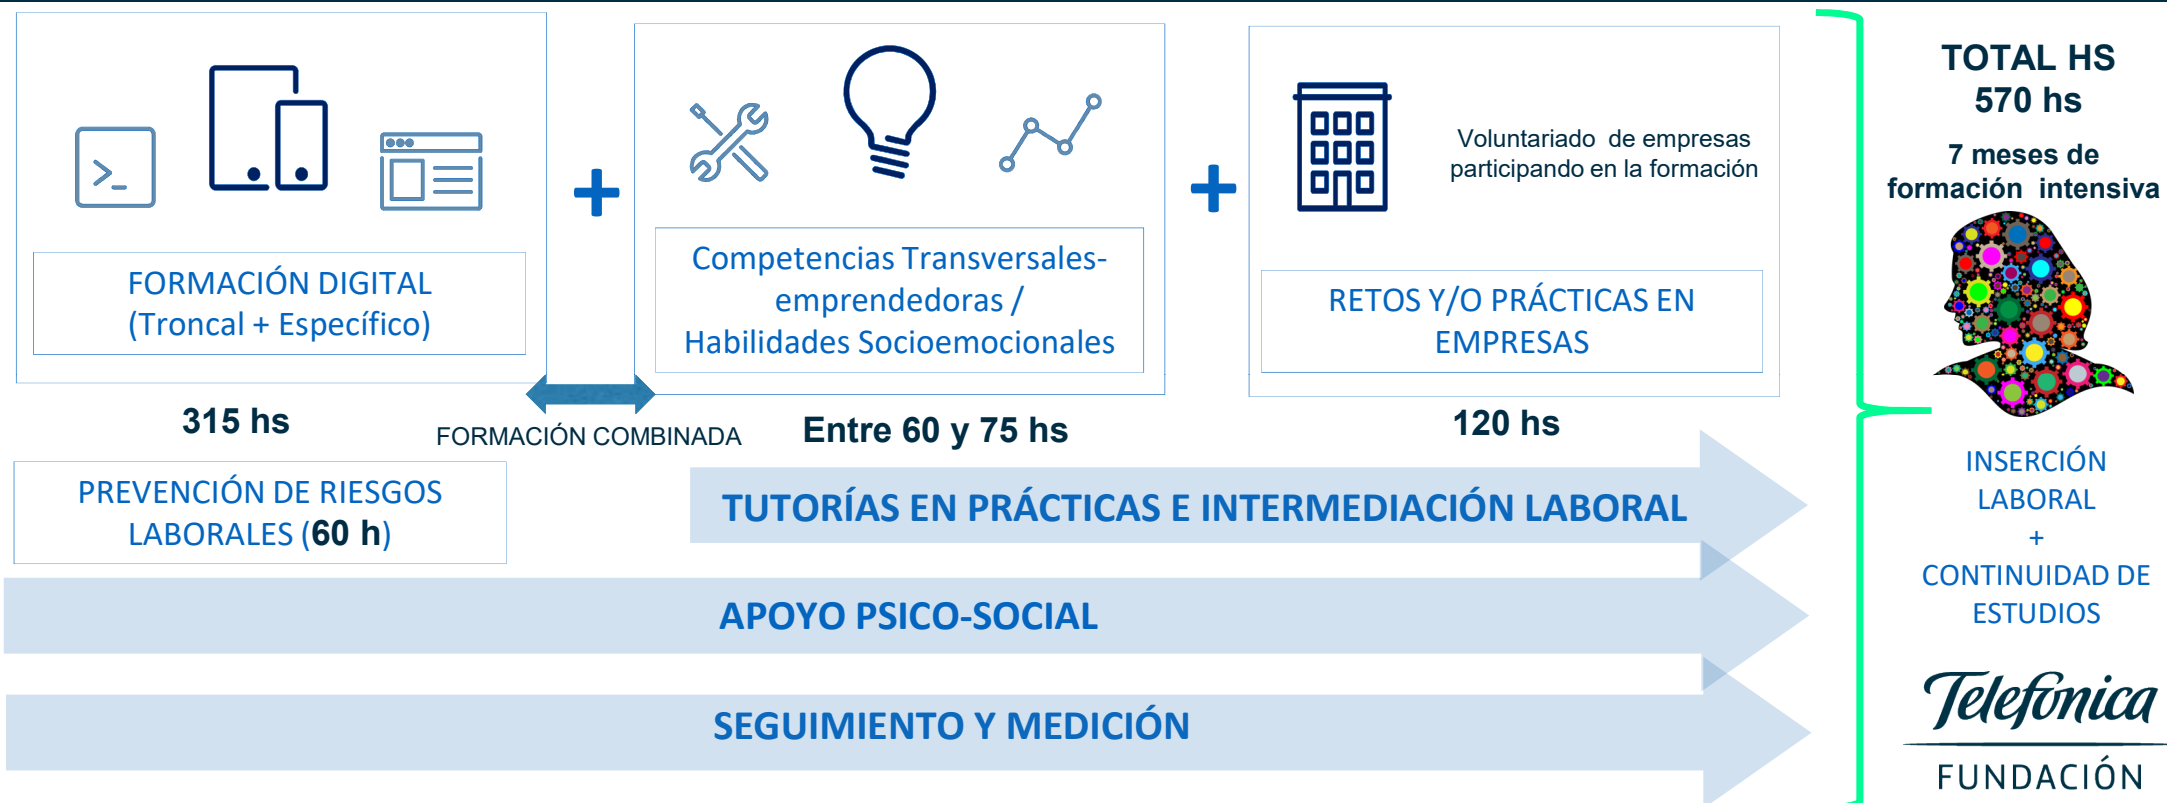 FORMACIÓN DIGITAL
(Troncal + Específico)
315 hs
FORMACIÓN COMBINADA
Competencias Transversales-
emprendedoras /
Habilidades Socioemocionales
Entre 60 y 75 hs
Voluntariado de empresas
participando en la formación
RETOS Y/O PRÁCTICAS EN
EMPRESAS
120 hs
PREVENCIÓN DE RIESGOS
LABORALES (60 h)
TUTORÍAS EN PRÁCTICAS E INTERMEDIACIÓN LABORAL
APOYO PSICO-SOCIAL
SEGUIMIENTO Y MEDICIÓN
TOTAL HS
570 hs
7 meses de
formación intensiva
INSERCIÓN
LABORAL
+
CONTINUIDAD DE
ESTUDIOS
Telefónica
FUNDACIÓN